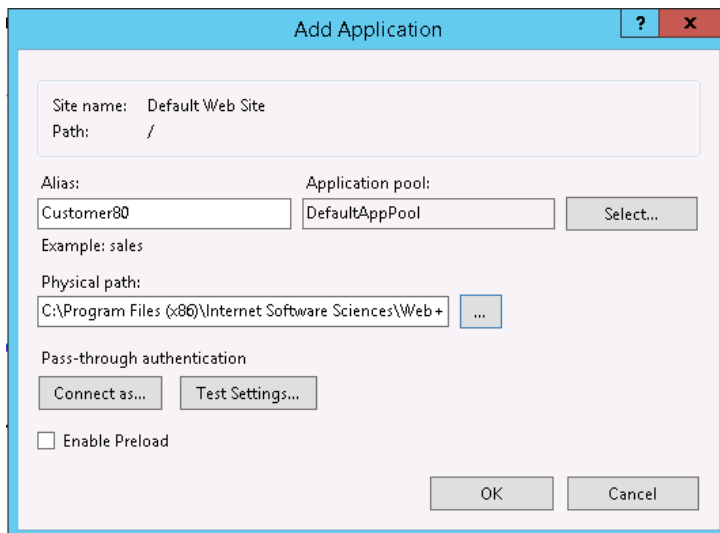 Add Application
? x
Site name: Default Web Site
Path: /
Alias: Application pool:
Customer80 DefaultAppPool Select...
Example: sales
Physical path:
C:\Program Files (x86)\Internet Software Sciences\Web+ ...
Pass-through authentication
Connect as... Test Settings...
Enable Preload
OK Cancel